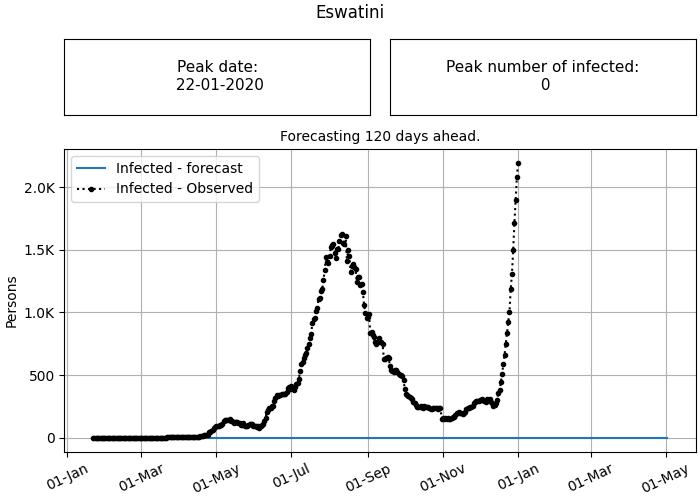 Eswatini
Peak date:
22-01-2020
Peak number of infected:
0
Forecasting 120 days ahead.
Infected - forecast
Infected - Observed
2.0K
1.5K
1.0K
500
0
Persons
01-Jan
01-Mar
01-May
01-Jul
01-Sep
01-Nov
01-Jan
01-Mar
01-May